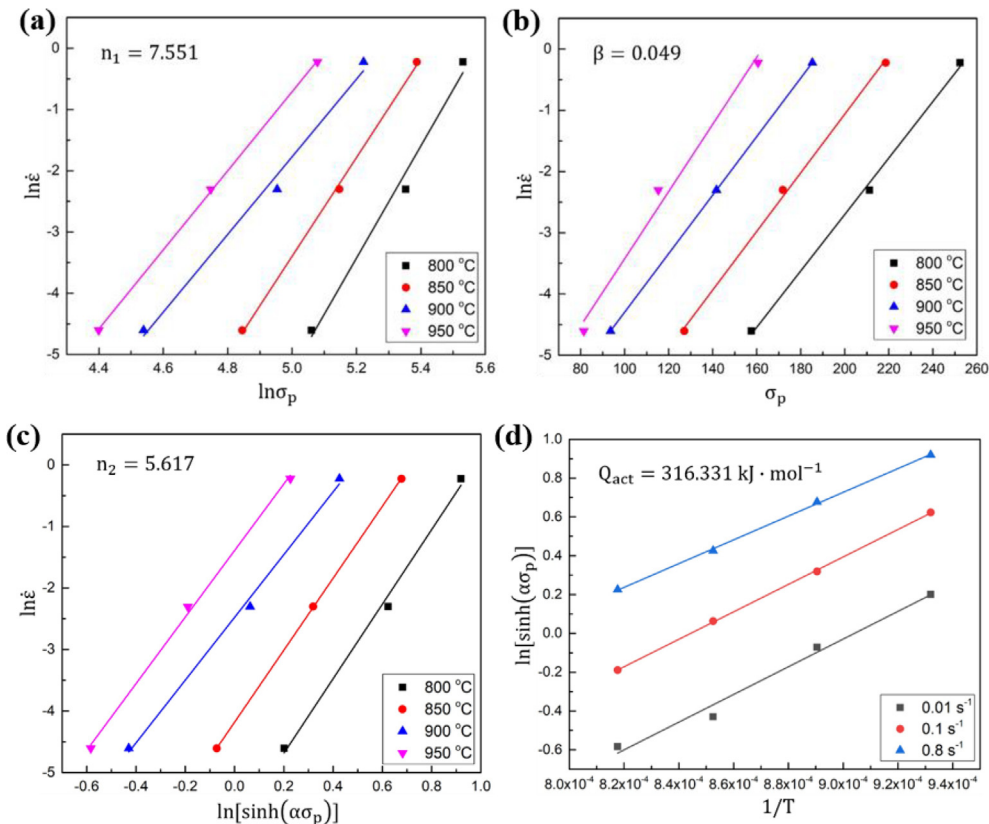 (a)
n₁ = 7.551
0
-1
-2
-3
-4
-5
lnε̇
4.4 4.6 4.8 5.0 5.2 5.4 5.6
lnσₚ
800 °C
850 °C
900 °C
950 °C
(b)
β = 0.049
0
-1
-2
-3
-4
-5
lnε̇
80 100 120 140 160 180 200 220 240 260
σₚ
800 °C
850 °C
900 °C
950 °C
(c)
n₂ = 5.617
0
-1
-2
-3
-4
-5
lnε̇
-0.6 -0.4 -0.2 0.0 0.2 0.4 0.6 0.8 1.0
ln[sinh(ασₚ)]
800 °C
850 °C
900 °C
950 °C
(d)
Q_act = 316.331 kJ · mol⁻¹
1.0
0.8
0.6
0.4
0.2
0.0
-0.2
-0.4
-0.6
ln[sinh(ασₚ)]
8.0x10⁻⁴ 8.2x10⁻⁴ 8.4x10⁻⁴ 8.6x10⁻⁴ 8.8x10⁻⁴ 9.0x10⁻⁴ 9.2x10⁻⁴ 9.4x10⁻⁴
1/T
0.01 s⁻¹
0.1 s⁻¹
0.8 s⁻¹